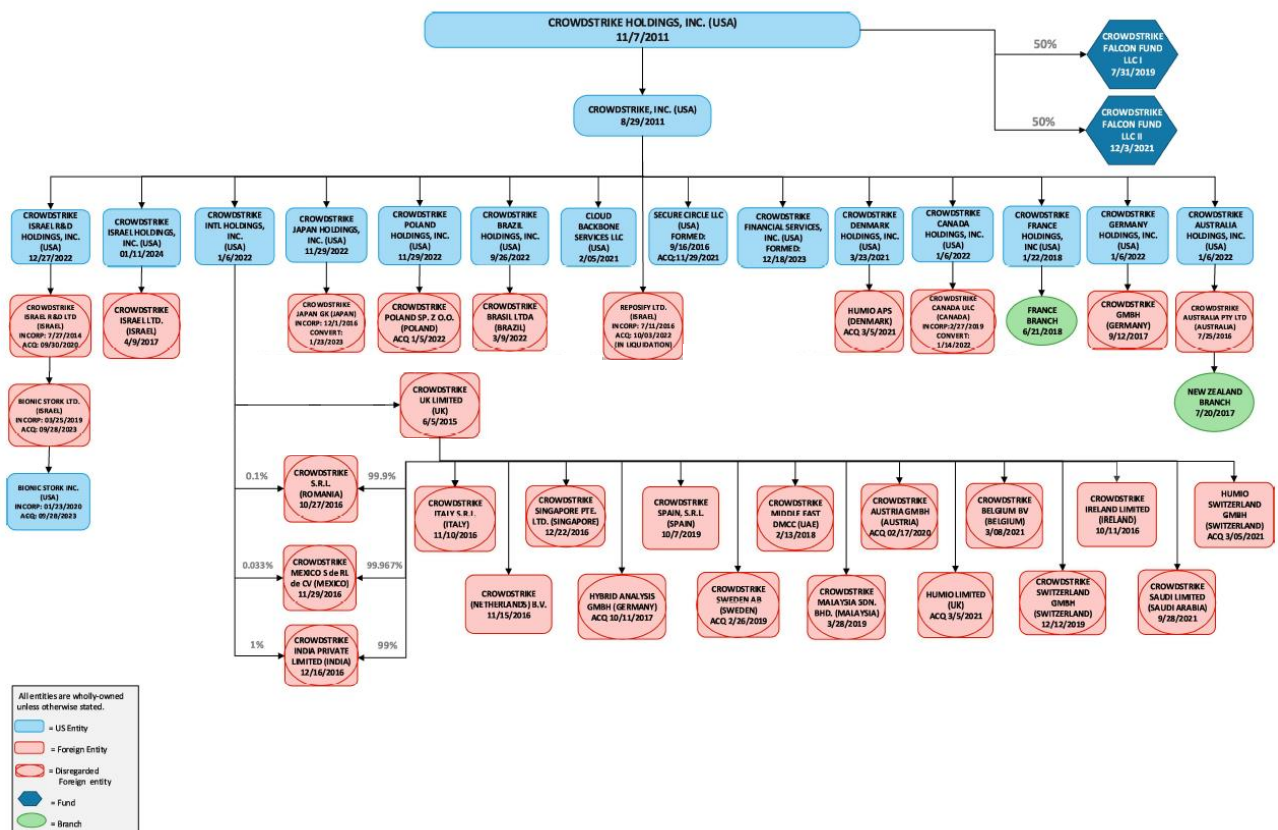 CROWDSTRIKE HOLDINGS, INC. (USA)
11/7/2011
50%
CROWDSTRIKE
FALCON FUND
LLC I
7/31/2019
CROWDSTRIKE, INC. (USA)
8/29/2011
50%
CROWDSTRIKE
FALCON FUND
LLC II
12/3/2021
CROWDSTRIKE
ISRAEL R&D
HOLDINGS, INC.
(USA)
12/27/2022
CROWDSTRIKE
ISRAEL HOLDINGS,
INC. (USA)
01/11/2024
CROWDSTRIKE
INTL HOLDINGS,
INC.
(USA)
1/6/2022
CROWDSTRIKE
JAPAN HOLDINGS,
INC. (USA)
11/29/2022
CROWDSTRIKE
POLAND
HOLDINGS, INC.
(USA)
11/29/2022
CROWDSTRIKE
BRAZIL
HOLDINGS, INC.
(USA)
9/26/2022
CLOUD
BACKBONE
SERVICES LLC
(USA)
2/05/2021
SECURE CIRCLE LLC
(USA)
FORMED:
9/16/2016
ACQ:11/29/2021
CROWDSTRIKE
FINANCIAL SERVICES,
INC. (USA)
FORMED:
12/18/2023
CROWDSTRIKE
DENMARK
HOLDINGS, INC.
(USA)
3/23/2021
CROWDSTRIKE
CANADA
HOLDINGS, INC.
(USA)
1/6/2022
CROWDSTRIKE
FRANCE
HOLDINGS,
INC (USA)
1/22/2018
CROWDSTRIKE
GERMANY
HOLDINGS, INC.
(USA)
1/6/2022
CROWDSTRIKE
AUSTRALIA
HOLDINGS, INC.
(USA)
1/6/2022
CROWDSTRIKE
ISRAEL R&D LTD
(ISRAEL)
INCORP: 7/27/2014
ACQ: 09/30/2020
CROWDSTRIKE
ISRAEL LTD.
(ISRAEL)
4/9/2017
CROWDSTRIKE
JAPAN GK (JAPAN)
INCORP: 12/1/2016
CONVERT:
1/23/2023
CROWDSTRIKE
POLAND SP. Z O.O.
(POLAND)
ACQ 1/5/2022
CROWDSTRIKE
BRASIL LTDA
(BRAZIL)
3/9/2022
REPOSIFY LTD.
(ISRAEL)
INCORP: 7/11/2016
ACQ: 10/03/2022
(IN LIQUIDATION)
HUMIO APS
(DENMARK)
ACQ 3/5/2021
CROWDSTRIKE
CANADA ULC
(CANADA)
INCORP:2/27/2019
CONVERT:
1/14/2022
FRANCE
BRANCH
6/21/2018
CROWDSTRIKE
GMBH
(GERMANY)
9/12/2017
CROWDSTRIKE
AUSTRALIA PTY LTD
(AUSTRALIA)
7/25/2016
BIONIC STORK LTD.
(ISRAEL)
INCORP: 03/25/2019
ACQ: 09/28/2023
CROWDSTRIKE
UK LIMITED
(UK)
6/5/2015
NEW ZEALAND
BRANCH
7/20/2017
BIONIC STORK INC.
(USA)
INCORP: 01/23/2020
ACQ: 09/28/2023
0.1%
CROWDSTRIKE
S.R.L.
(ROMANIA)
10/27/2016
99.9%
CROWDSTRIKE
ITALY S.R.L.
(ITALY)
11/10/2016
CROWDSTRIKE
SINGAPORE PTE.
LTD. (SINGAPORE)
12/22/2016
CROWDSTRIKE
SPAIN, S.R.L.
(SPAIN)
10/7/2019
CROWDSTRIKE
MIDDLE EAST
DMCC (UAE)
2/13/2018
CROWDSTRIKE
AUSTRIA GMBH
(AUSTRIA)
ACQ 02/17/2020
CROWDSTRIKE
BELGIUM BV
(BELGIUM)
3/08/2021
CROWDSTRIKE
IRELAND LIMITED
(IRELAND)
10/11/2016
HUMIO
SWITZERLAND
GMBH
(SWITZERLAND)
ACQ 3/05/2021
0.033%
CROWDSTRIKE
MEXICO S de RL
de CV (MEXICO)
11/29/2016
99.967%
CROWDSTRIKE
(NETHERLANDS) B.V.
11/15/2016
HYBRID ANALYSIS
GMBH (GERMANY)
ACQ 10/11/2017
CROWDSTRIKE
SWEDEN AB
(SWEDEN)
ACQ 2/26/2019
CROWDSTRIKE
MALAYSIA SDN.
BHD. (MALAYSIA)
3/28/2019
HUMIO LIMITED
(UK)
ACQ 3/5/2021
CROWDSTRIKE
SWITZERLAND
GMBH
(SWITZERLAND)
12/12/2019
CROWDSTRIKE
SAUDI LIMITED
(SAUDI ARABIA)
9/28/2021
1%
CROWDSTRIKE
INDIA PRIVATE
LIMITED (INDIA)
12/16/2016
99%
All entities are wholly-owned
unless otherwise stated.
= US Entity
= Foreign Entity
= Disregarded
Foreign entity
= Fund
= Branch